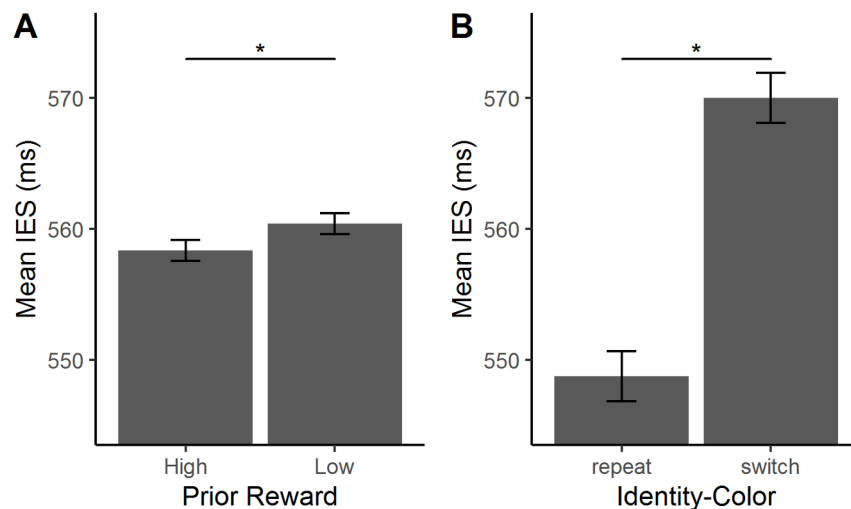 A
*
Mean IES (ms)
570
560
550
High Low
Prior Reward
B
*
Mean IES (ms)
570
560
550
repeat switch
Identity-Color